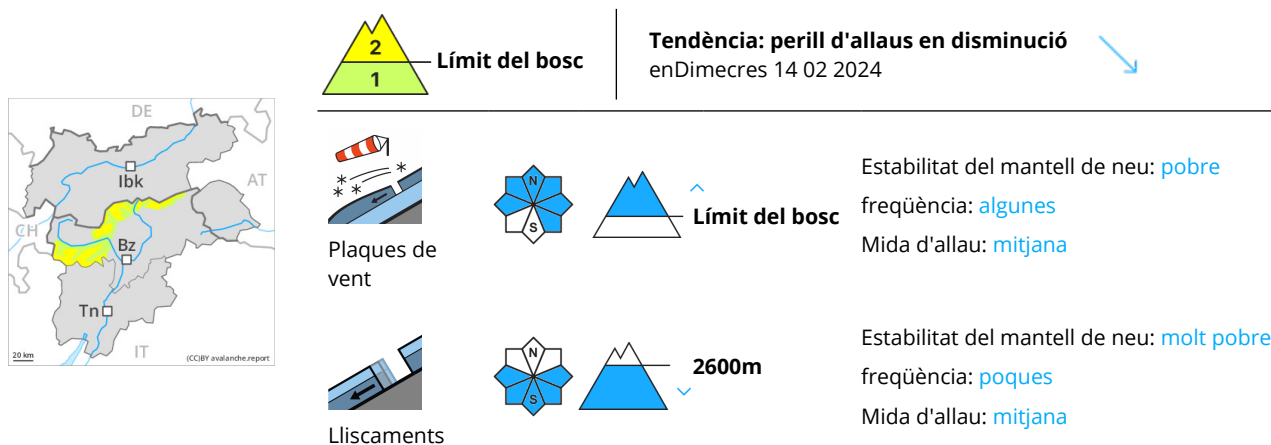 2
1
Límit del bosc
Tendència: perill d'allaus en disminució
enDimecres 14 02 2024
DE
Ibk
AT
CH
Bz
Tn
IT
20 km
(CC)BY avalanche.report
N
S
Límit del bosc
Plaques de
vent
Estabilitat del mantell de neu: pobre
freqüència: algunes
Mida d'allau: mitjana
N
S
2600m
Lliscaments
Estabilitat del mantell de neu: molt pobre
freqüència: poques
Mida d'allau: mitjana